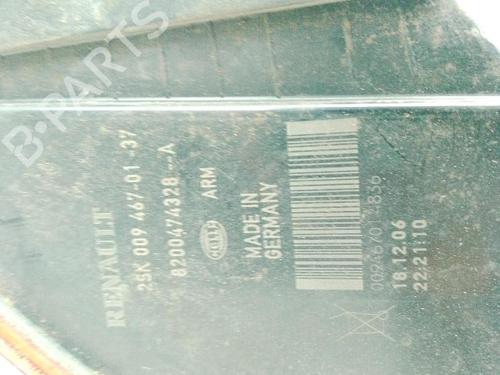 RENAULT
2SK 009 467-01 37
8200474328--A
HELLA
ARM
MADE IN
GERMANY
18.12.06
22:21:10
B-PARTS